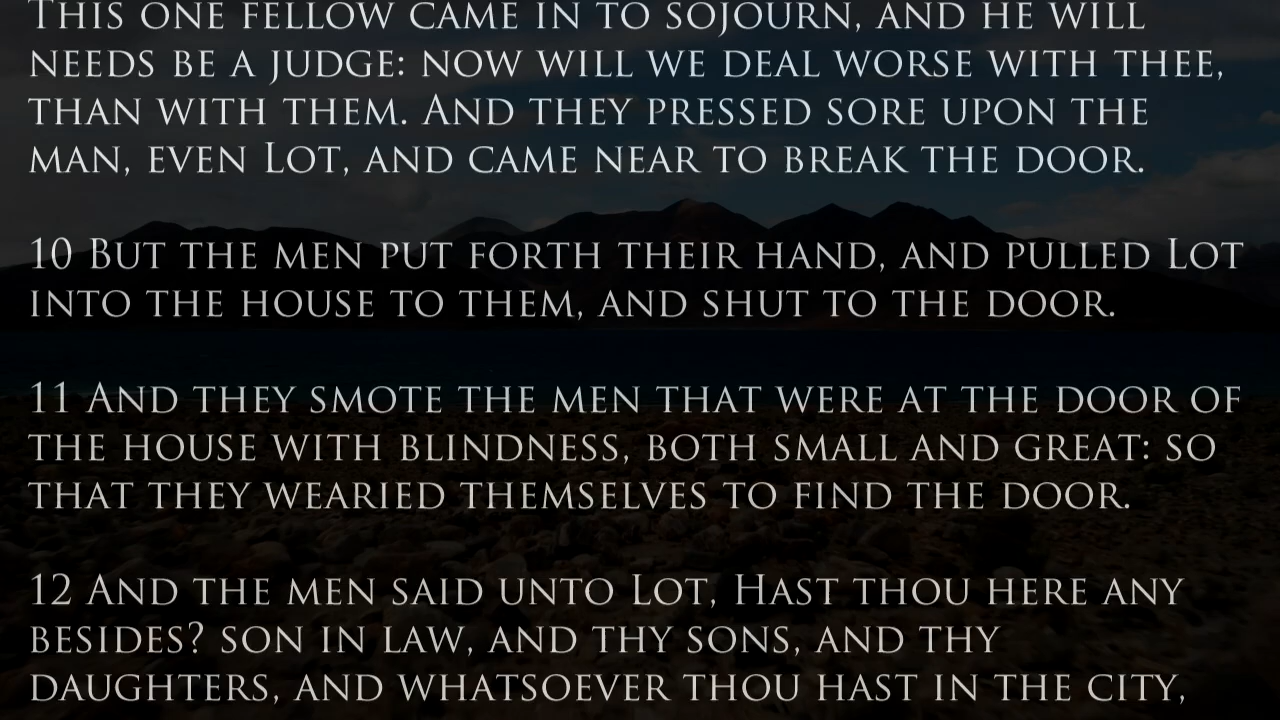 This one fellow came in to sojourn, and he will
needs be a judge: now will we deal worse with thee,
than with them. And they pressed sore upon the
man, even Lot, and came near to break the door.
10 But the men put forth their hand, and pulled Lot
into the house to them, and shut to the door.
11 And they smote the men that were at the door of
the house with blindness, both small and great: so
that they wearied themselves to find the door.
12 And the men said unto Lot, Hast thou here any
besides? son in law, and thy sons, and thy
daughters, and whatsoever thou hast in the city,